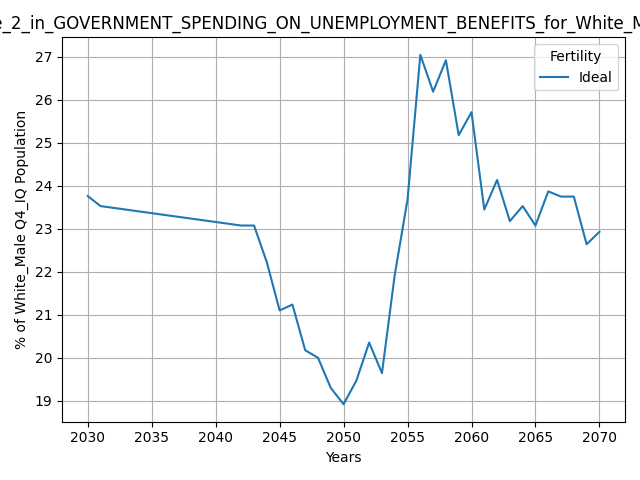 _2_in_GOVERNMENT_SPENDING_ON_UNEMPLOYMENT_BENEFITS_for_White_M
Fertility
Ideal
27
26
25
24
23
22
21
20
19
% of White_Male Q4_IQ Population
2030 2035 2040 2045 2050 2055 2060 2065 2070
Years